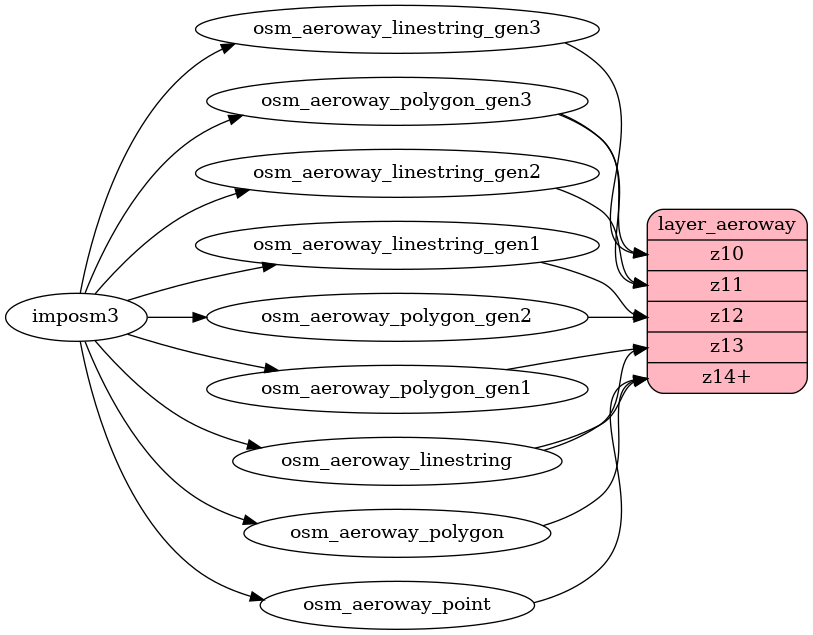 imposm3
osm_aeroway_linestring_gen3
osm_aeroway_polygon_gen3
osm_aeroway_linestring_gen2
osm_aeroway_linestring_gen1
osm_aeroway_polygon_gen2
osm_aeroway_polygon_gen1
osm_aeroway_linestring
osm_aeroway_polygon
osm_aeroway_point
layer_aeroway
z10
z11
z12
z13
z14+